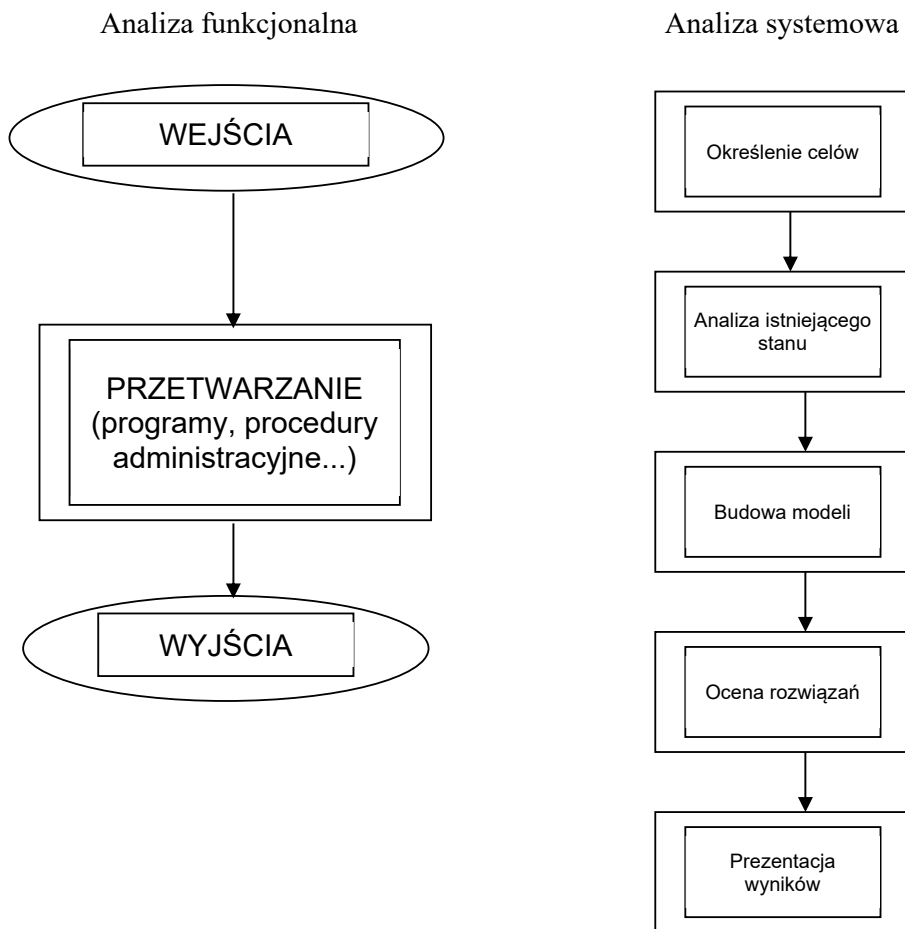 Analiza funkcjonalna
WEJŚCIA
PRZETWARZANIE
(programy, procedury
administracyjne...)
WYJŚCIA
Analiza systemowa
Określenie celów
Analiza istniejącego
stanu
Budowa modeli
Ocena rozwiązań
Prezentacja
wyników